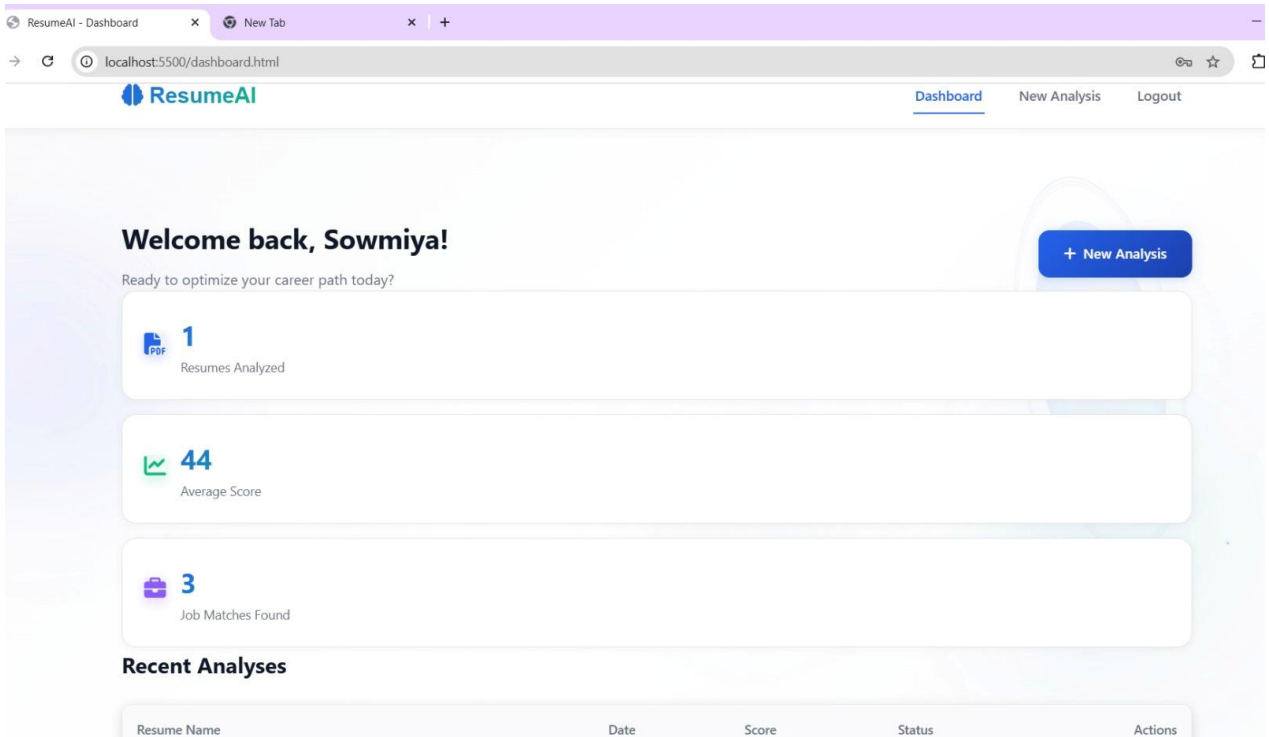 ResumeAI - Dashboard
New Tab
localhost:5500/dashboard.html
ResumeAI
Dashboard New Analysis Logout
Welcome back, Sowmiya!
+ New Analysis
Ready to optimize your career path today?
PDF
1
Resumes Analyzed
44
Average Score
3
Job Matches Found
Recent Analyses
Resume Name Date Score Status Actions